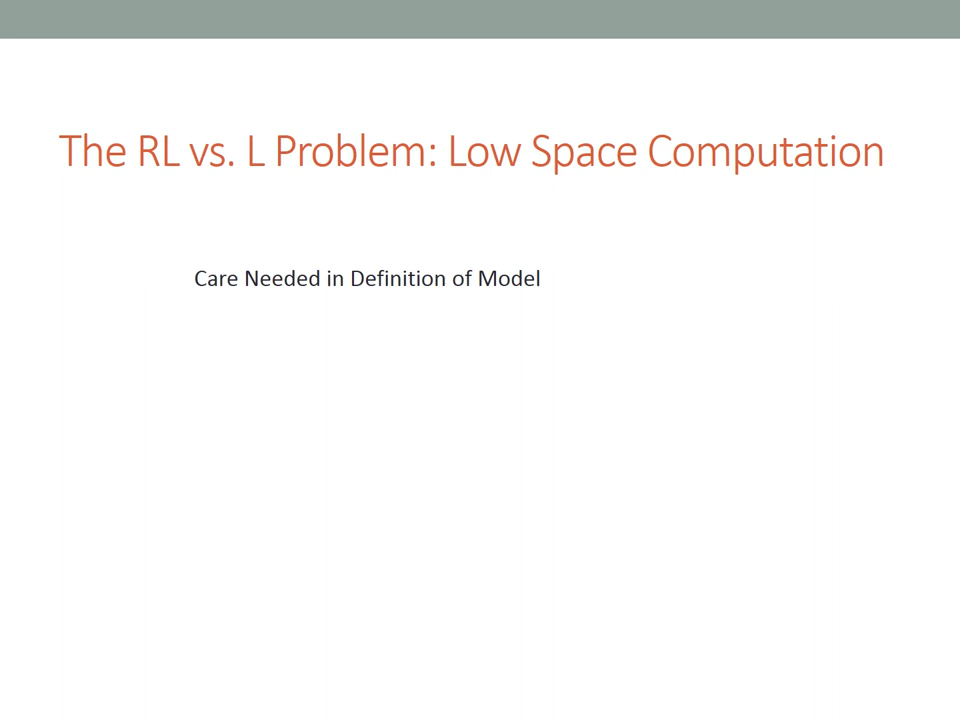 The RL vs. L Problem: Low Space Computation
Care Needed in Definition of Model